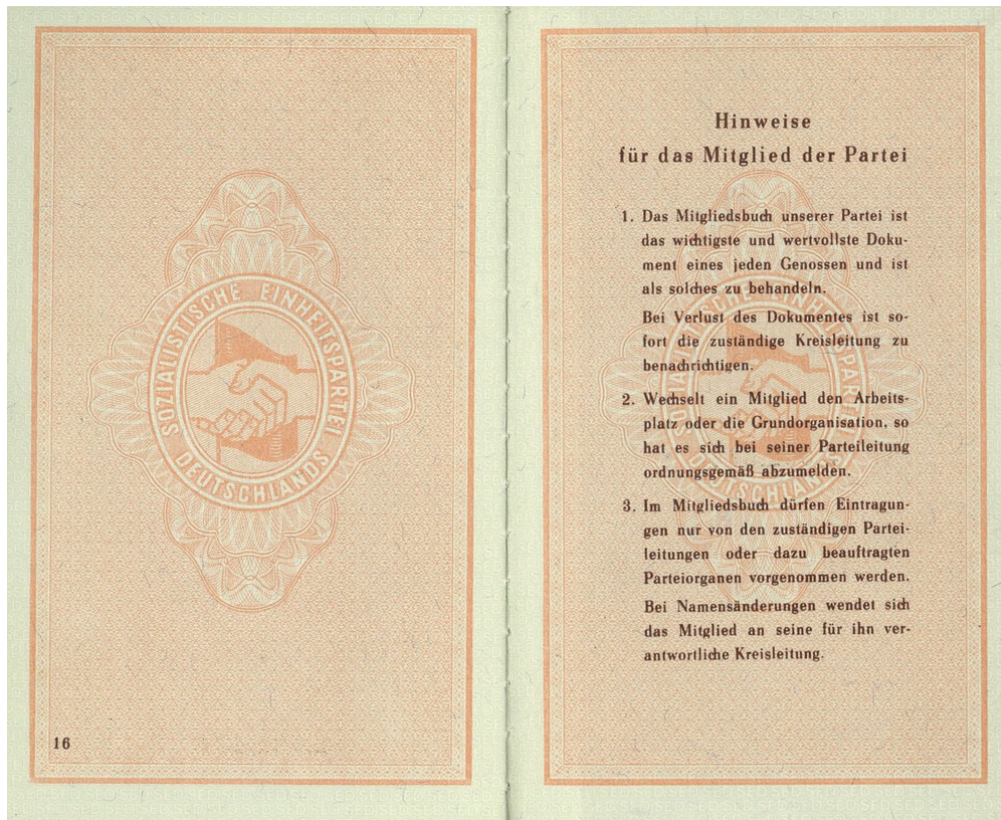 SOZIALISTISCHE EINHEITSPARTEI
DEUTSCHLANDS
16
Hinweise
für das Mitglied der Partei
1. Das Mitgliedsbuch unserer Partei ist
das wichtigste und wertvollste Doku-
ment eines jeden Genossen und ist
als solches zu behandeln.
Bei Verlust des Dokumentes ist so-
fort die zuständige Kreisleitung zu
benachrichtigen.
2. Wechselt ein Mitglied den Arbeits-
platz oder die Grundorganisation, so
hat es sich bei seiner Parteileitung
ordnungsgemäß abzumelden.
3. Im Mitgliedsbuch dürfen Eintragun-
gen nur von den zuständigen Partei-
leitungen oder dazu beauftragten
Parteiorganen vorgenommen werden.
Bei Namensänderungen wendet sich
das Mitglied an seine für ihn ver-
antwortliche Kreisleitung.
SOZIALISTISCHE EINHEITSPARTEI
DEUTSCHLANDS